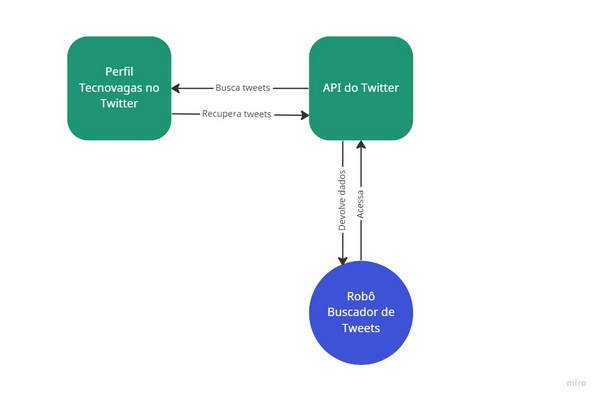 Perfil
Tecnovagas no
Twitter
Busca tweets
Recupera tweets
API do Twitter
Devolve dados
Acessa
Robô
Buscador de
Tweets
miro